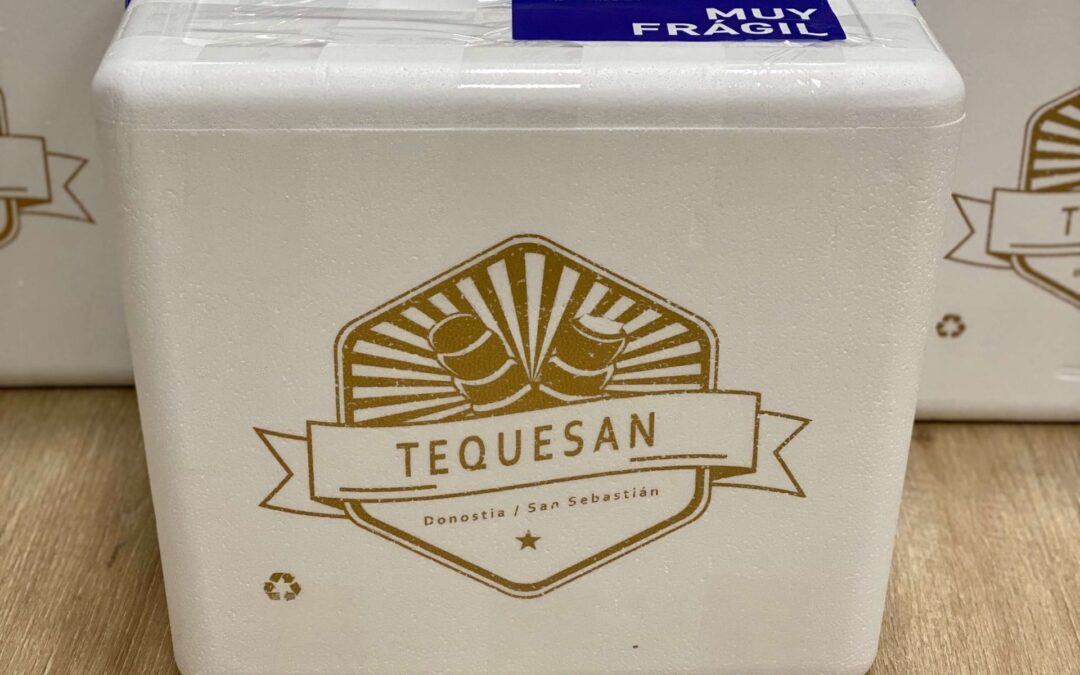 MUY
FRÁGIL
TEQUESAN
Donostia / San Sebastián
T